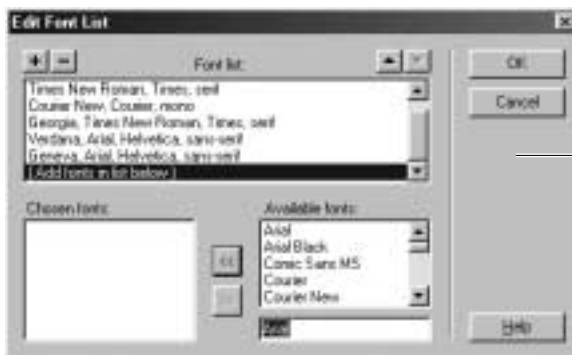 Edit Font List
Font list:
OK
Times New Roman, Times, serif
Courier New, Courier, mono
Georgia, Times New Roman, Times, serif
Verdana, Arial, Helvetica, sans-serif
Geneva, Arial, Helvetica, sans-serif
( Add fonts in list below )
Cancel
Chosen fonts:
Available fonts:
Arial
Arial Black
Comic Sans MS
Courier
Courier New
<<
>>
Arial
Help